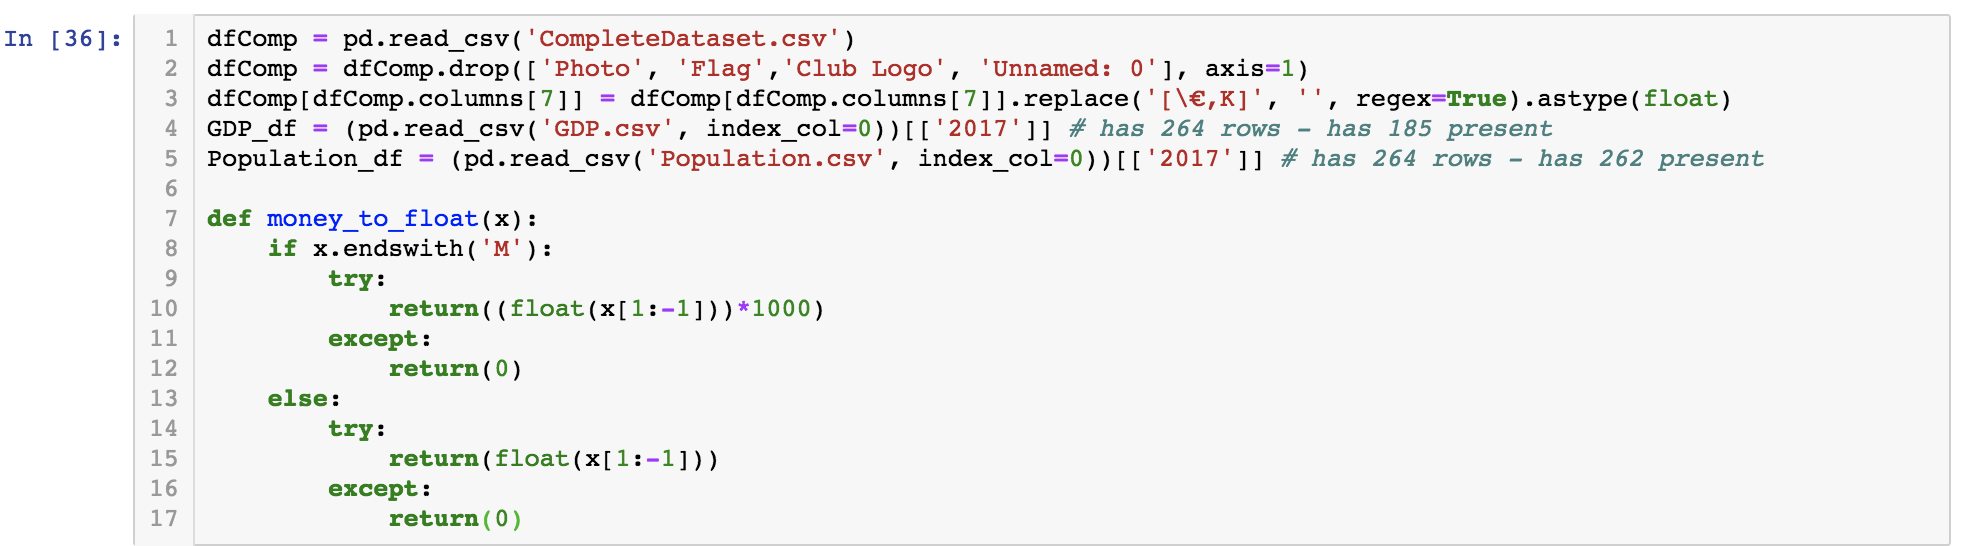 In [36]:
1 dfComp = pd.read_csv('CompleteDataset.csv')
2 dfComp = dfComp.drop(['Photo', 'Flag','Club Logo', 'Unnamed: 0'], axis=1)
3 dfComp[dfComp.columns[7]] = dfComp[dfComp.columns[7]].replace('[\€,K]', '', regex=True).astype(float)
4 GDP_df = (pd.read_csv('GDP.csv', index_col=0))[['2017']] # has 264 rows - has 185 present
5 Population_df = (pd.read_csv('Population.csv', index_col=0))[['2017']] # has 264 rows - has 262 present
6
7 def money_to_float(x):
8     if x.endswith('M'):
9         try:
10             return((float(x[1:-1]))*1000)
11         except:
12             return(0)
13     else:
14         try:
15             return(float(x[1:-1]))
16         except:
17             return(0)